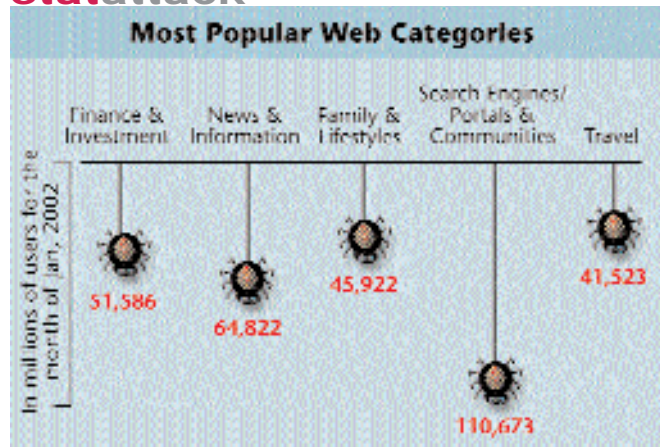 statattack
Most Popular Web Categories
Finance &
Investment
News &
Information
Family &
Lifestyles
Search Engines/
Portals &
Communities
Travel
In millions of users for the
month of Jan, 2002
51,586
64,822
45,922
110,673
41,523